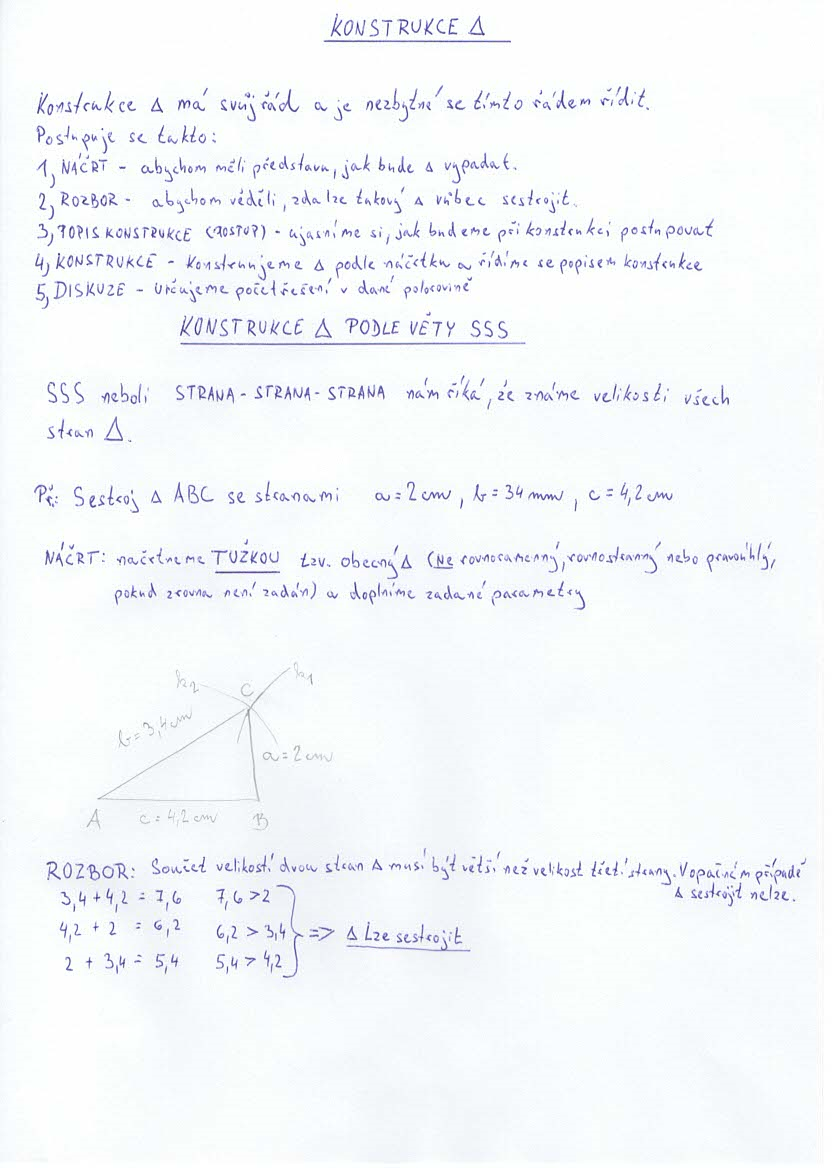 KONSTRUKCE Δ
Konstrukce Δ má svůj řád a je nezbytné se tímto řádem řídit.
Postupuje se takto:
1, NÁČRT - abychom měli představu, jak bude Δ vypadat.
2, ROZBOR - abychom věděli, zda lze takový Δ vůbec sestrojit.
3, POPIS KONSTRUKCE (POSTUP) - ujasníme si, jak budeme při konstrukci postupovat
4, KONSTRUKCE - Konstruujeme Δ podle náčrtku a řídíme se popisem konstrukce
5, DISKUZE - Určujeme počet řešení v dané polorovině
KONSTRUKCE Δ PODLE VĚTY SSS
SSS neboli STRANA - STRANA - STRANA nám říká, že známe velikosti všech
stran Δ.
Př.: Sestroj Δ ABC se stranami a = 2 cm, b = 34 mm, c = 4,2 cm
NÁČRT: načrtneme TUŽKOU tzv. obecný Δ (Ne rovnoramenný, rovnostranný nebo pravoúhlý,
pokud zrovna není zadán) a doplníme zadané parametry
k2 C k1
b = 3,4 cm
a = 2 cm
A c = 4,2 cm B
ROZBOR: Součet velikostí dvou stran Δ musí být větší než velikost třetí strany. V opačném případě
Δ sestrojit nelze.
3,4 + 4,2 = 7,6 7,6 > 2
4,2 + 2 = 6,2 6,2 > 3,4 => Δ Lze sestrojit
2 + 3,4 = 5,4 5,4 > 4,2